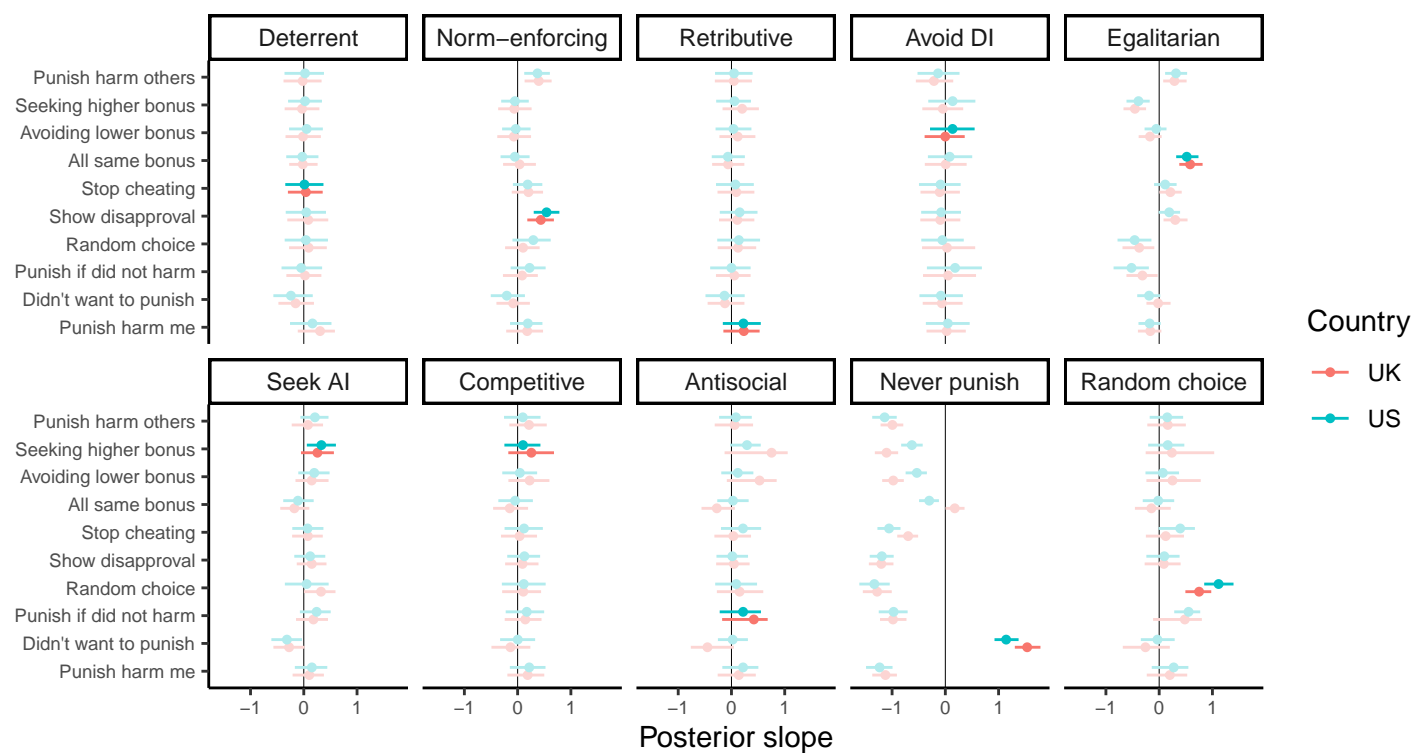 Deterrent Norm−enforcing Retributive Avoid DI Egalitarian
Punish harm others
Seeking higher bonus
Avoiding lower bonus
All same bonus
Stop cheating
Show disapproval
Random choice
Punish if did not harm
Didn't want to punish
Punish harm me
Seek AI Competitive Antisocial Never punish Random choice
Punish harm others
Seeking higher bonus
Avoiding lower bonus
All same bonus
Stop cheating
Show disapproval
Random choice
Punish if did not harm
Didn't want to punish
Punish harm me
−1 0 1 −1 0 1 −1 0 1 −1 0 1 −1 0 1
Posterior slope
Country
UK
US